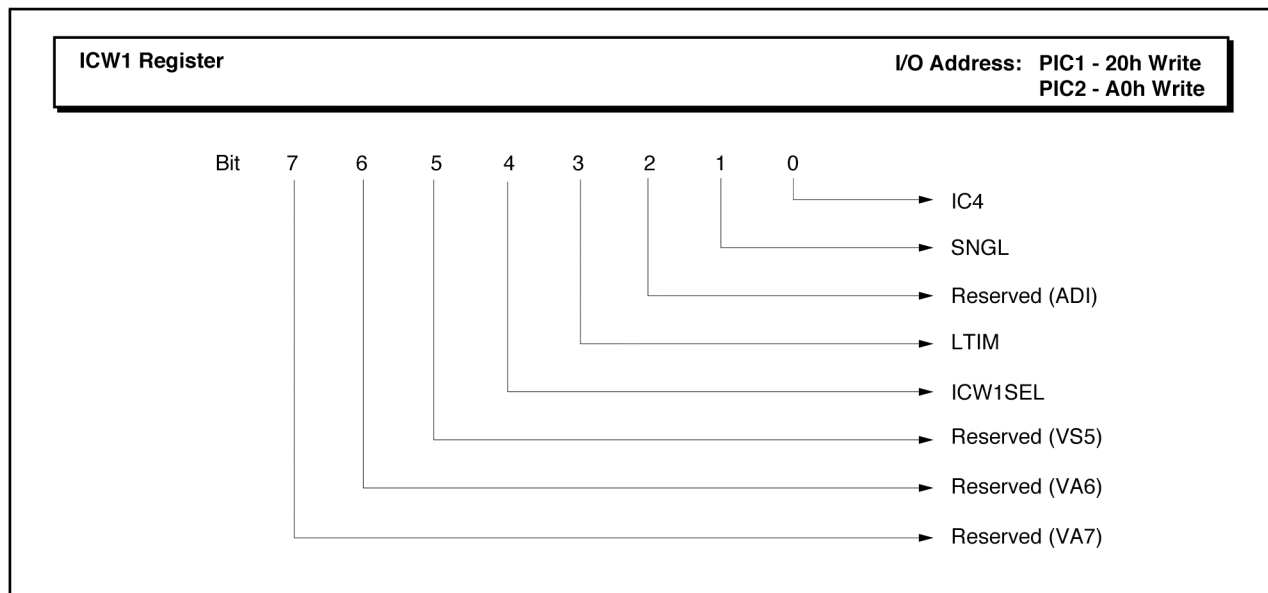 ICW1 Register
I/O Address: PIC1 - 20h Write
PIC2 - A0h Write
Bit 7 6 5 4 3 2 1 0
IC4
SNGL
Reserved (ADI)
LTIM
ICW1SEL
Reserved (VS5)
Reserved (VA6)
Reserved (VA7)